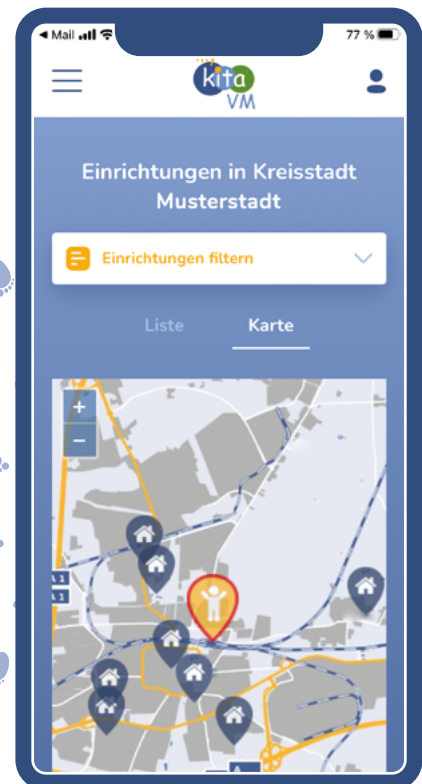 Mail
77 %
kita
VM
Einrichtungen in Kreisstadt
Musterstadt
Einrichtungen filtern
Liste Karte
+
−
A 1
A 1
A